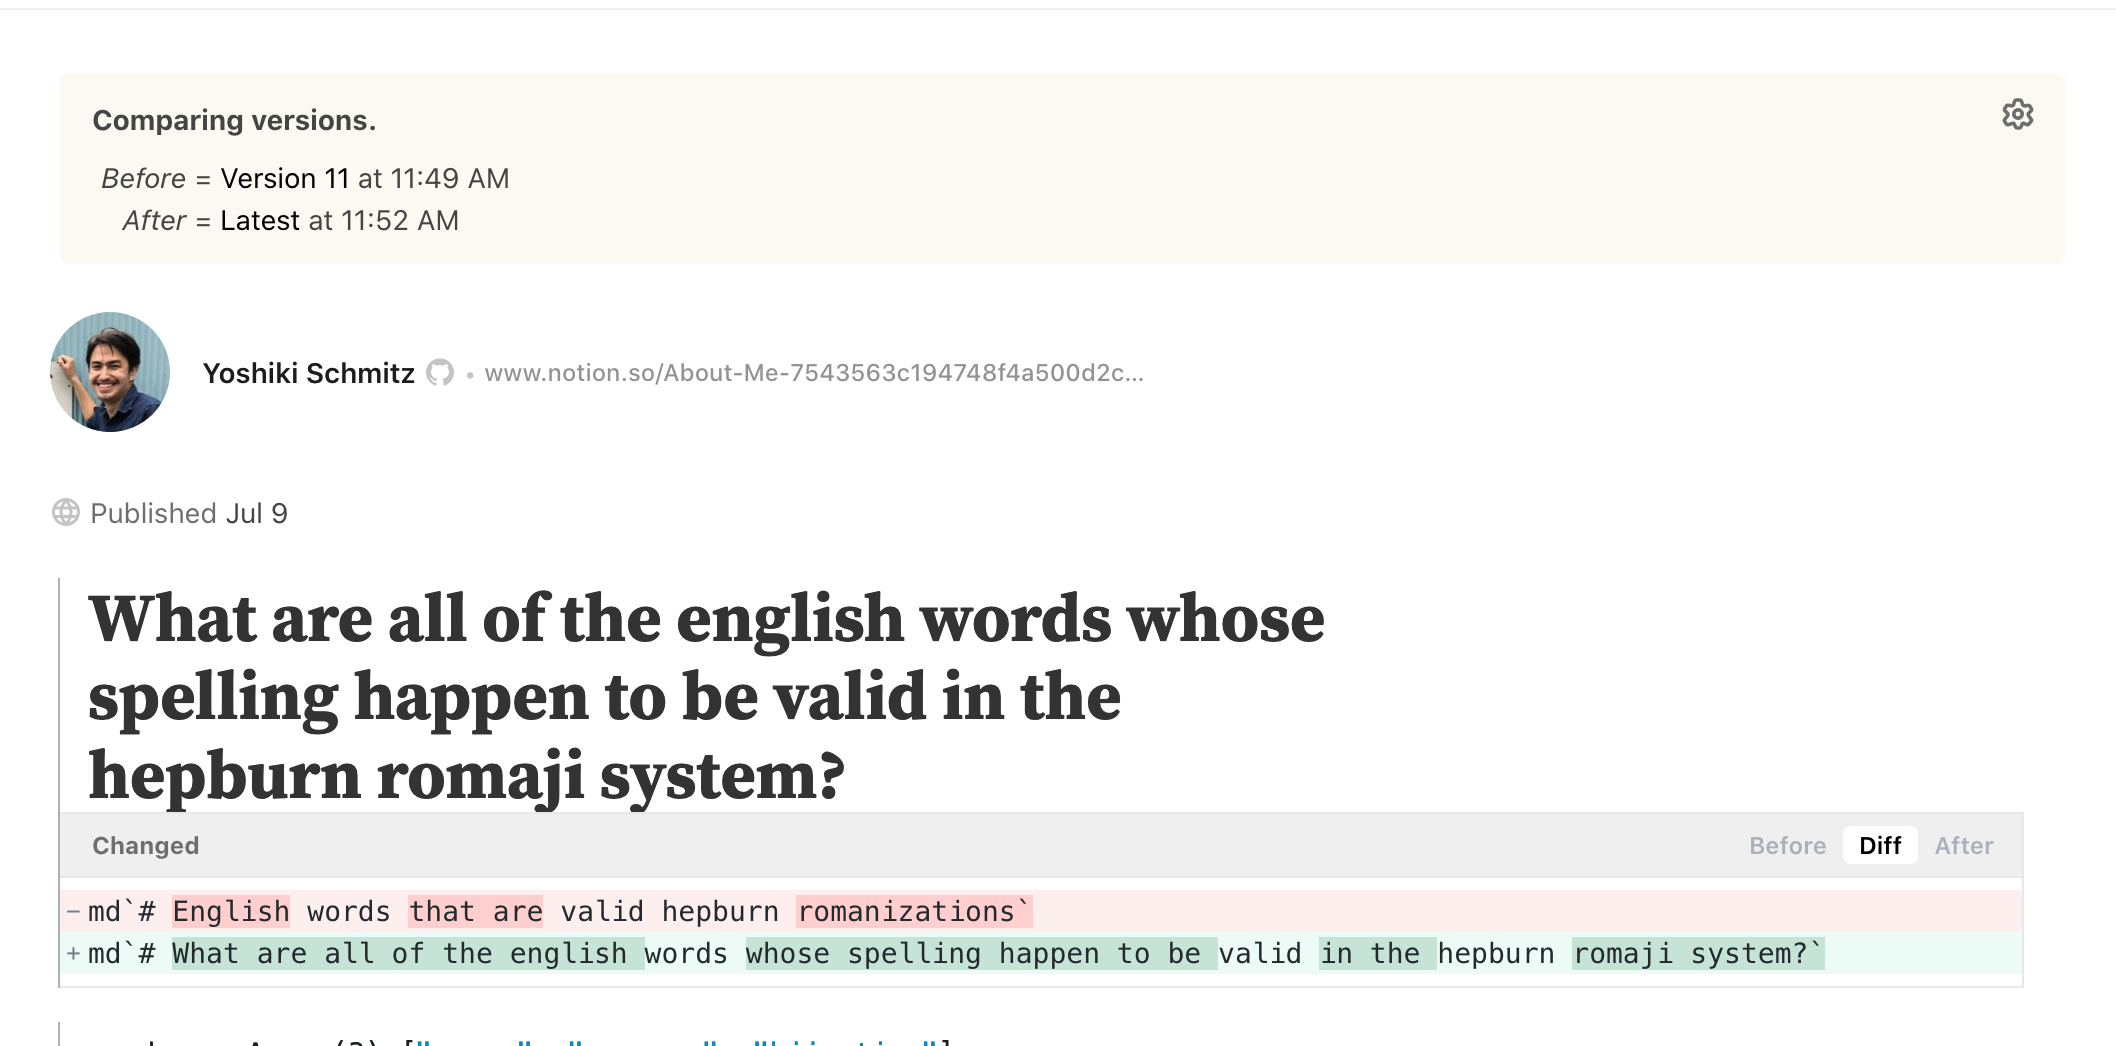 Comparing versions.
Before = Version 11 at 11:49 AM
After = Latest at 11:52 AM
Yoshiki Schmitz • www.notion.so/About-Me-7543563c194748f4a500d2c...
Published Jul 9
What are all of the english words whose
spelling happen to be valid in the
hepburn romaji system?
Changed Before Diff After
− md`# English words that are valid hepburn romanizations`
+ md`# What are all of the english words whose spelling happen to be valid in the hepburn romaji system?`